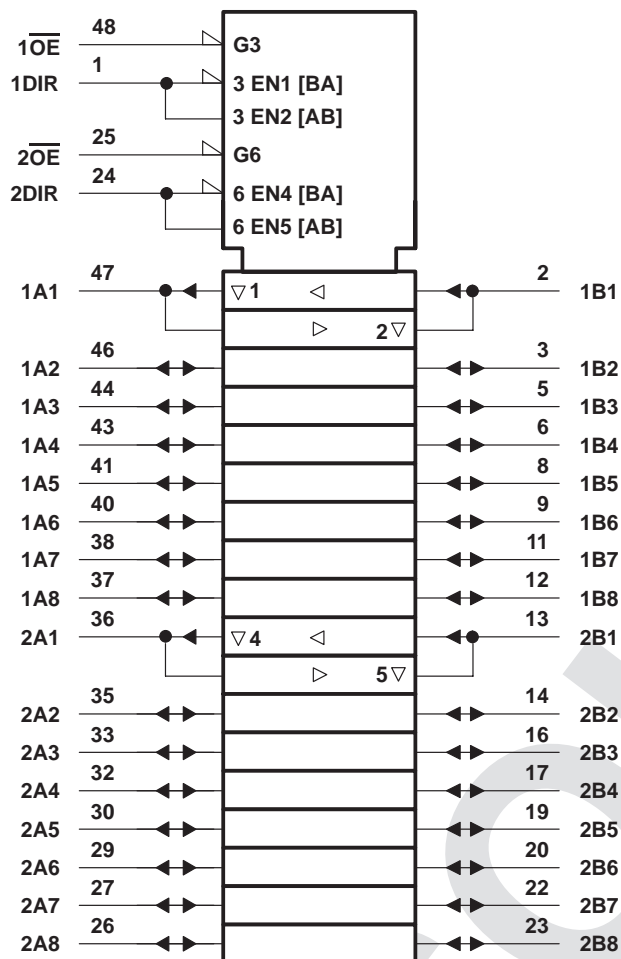 48
1OE G3
1
1DIR 3 EN1 [BA]
3 EN2 [AB]
25
2OE G6
24
2DIR 6 EN4 [BA]
6 EN5 [AB]
47 2
1A1 ▽1 ◁ 1B1
▷ 2▽
46 3
1A2 1B2
44 5
1A3 1B3
43 6
1A4 1B4
41 8
1A5 1B5
40 9
1A6 1B6
38 11
1A7 1B7
37 12
1A8 1B8
36 13
2A1 ▽4 ◁ 2B1
▷ 5▽
35 14
2A2 2B2
33 16
2A3 2B3
32 17
2A4 2B4
30 19
2A5 2B5
29 20
2A6 2B6
27 22
2A7 2B7
26 23
2A8 2B8